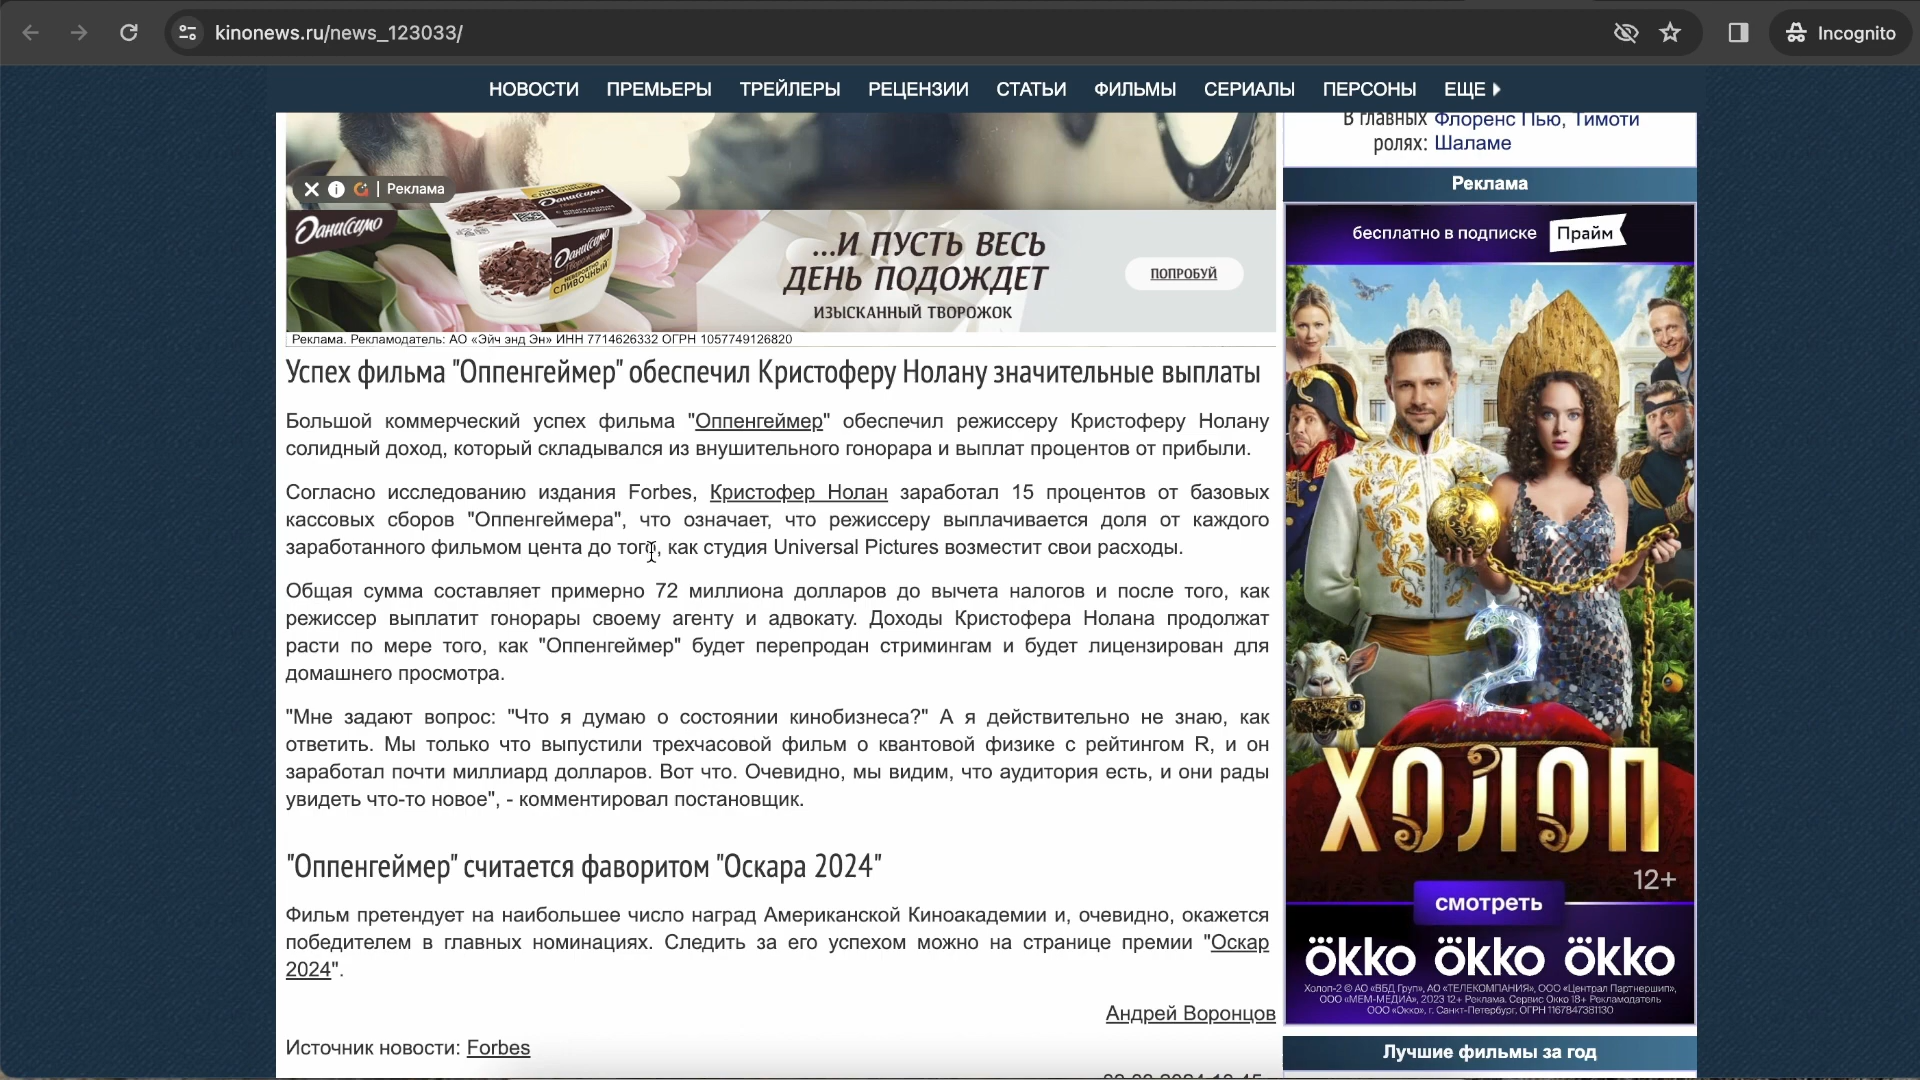 kinonews.ru/news_123033/
Incognito
НОВОСТИ ПРЕМЬЕРЫ ТРЕЙЛЕРЫ РЕЦЕНЗИИ СТАТЬИ ФИЛЬМЫ СЕРИАЛЫ ПЕРСОНЫ ЕЩЕ
Реклама
Даниссимо
...И ПУСТЬ ВЕСЬ
ДЕНЬ ПОДОЖДЕТ
ИЗЫСКАННЫЙ ТВОРОЖОК
ПОПРОБУЙ
Реклама. Рекламодатель: АО «Эйч энд Эн» ИНН 7714626332 ОГРН 1057749126820
Успех фильма "Оппенгеймер" обеспечил Кристоферу Нолану значительные выплаты
Большой коммерческий успех фильма "Оппенгеймер" обеспечил режиссеру Кристоферу Нолану
солидный доход, который складывался из внушительного гонорара и выплат процентов от прибыли.
Согласно исследованию издания Forbes, Кристофер Нолан заработал 15 процентов от базовых
кассовых сборов "Оппенгеймера", что означает, что режиссеру выплачивается доля от каждого
заработанного фильмом цента до того, как студия Universal Pictures возместит свои расходы.
Общая сумма составляет примерно 72 миллиона долларов до вычета налогов и после того, как
режиссер выплатит гонорары своему агенту и адвокату. Доходы Кристофера Нолана продолжат
расти по мере того, как "Оппенгеймер" будет перепродан стримингам и будет лицензирован для
домашнего просмотра.
"Мне задают вопрос: "Что я думаю о состоянии кинобизнеса?" А я действительно не знаю, как
ответить. Мы только что выпустили трехчасовой фильм о квантовой физике с рейтингом R, и он
заработал почти миллиард долларов. Вот что. Очевидно, мы видим, что аудитория есть, и они рады
увидеть что-то новое", - комментировал постановщик.
"Оппенгеймер" считается фаворитом "Оскара 2024"
Фильм претендует на наибольшее число наград Американской Киноакадемии и, очевидно, окажется
победителем в главных номинациях. Следить за его успехом можно на странице премии "Оскар
2024".
Андрей Воронцов
Источник новости: Forbes
В главных Флоренс Пью, Тимоти
ролях: Шаламе
Реклама
бесплатно в подписке Прайм
2
ХОЛОП
12+
смотреть
okko okko okko
Холоп-2 © АО «ВБД Груп», АО «ТЕЛЕКОМПАНИЯ», ООО «Централ Партнершип»,
ООО «МЕМ-МЕДИА», 2023 12+ Реклама. Сервис Окко 18+ Рекламодатель
ООО «Окко», г. Санкт-Петербург, ОГРН 1167847381130
Лучшие фильмы за год